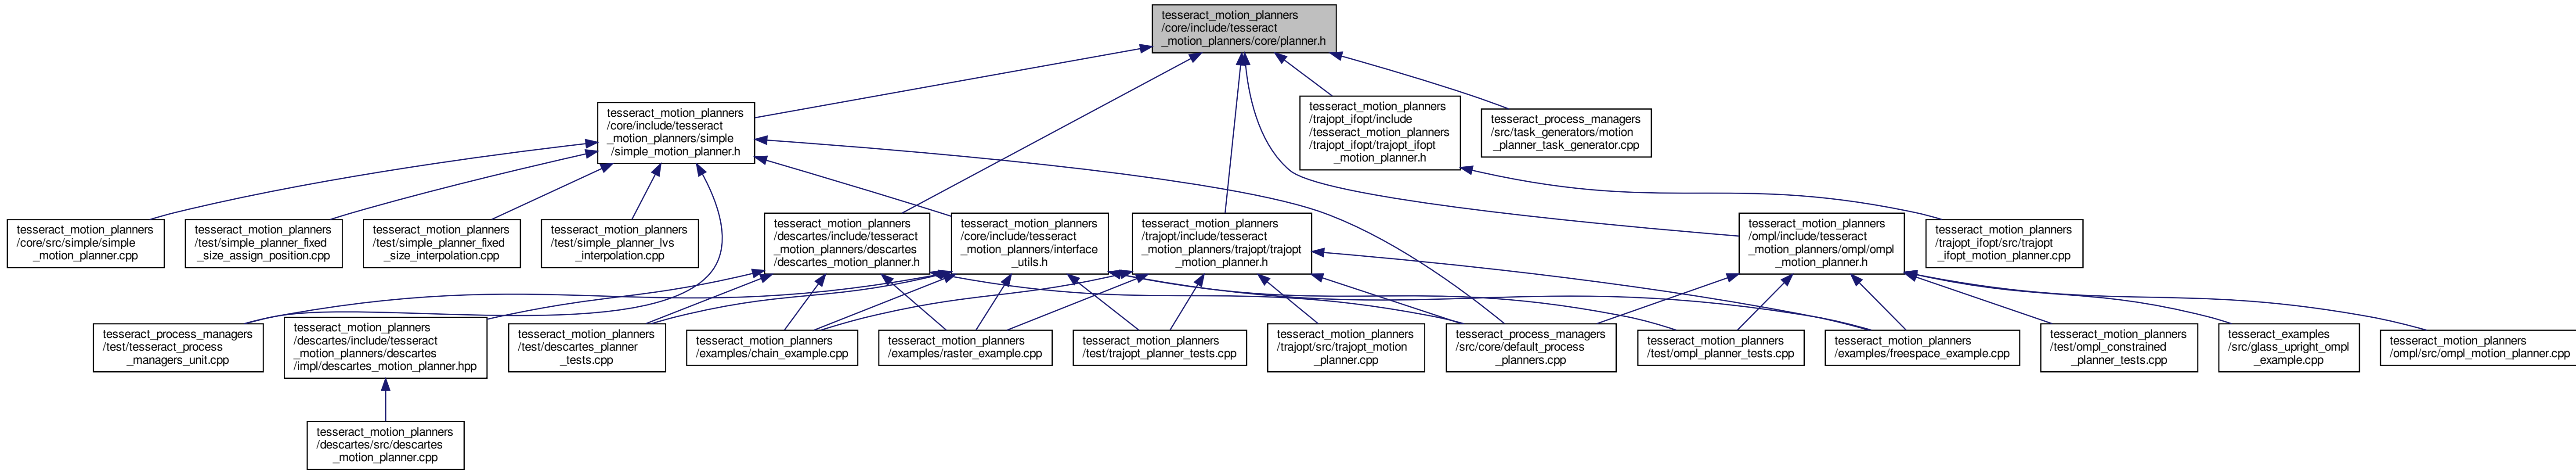 tesseract_motion_planners
/core/include/tesseract
_motion_planners/core/planner.h
tesseract_motion_planners
/core/include/tesseract
_motion_planners/simple
/simple_motion_planner.h
tesseract_motion_planners
/trajopt_ifopt/include
/tesseract_motion_planners
/trajopt_ifopt/trajopt_ifopt
_motion_planner.h
tesseract_process_managers
/src/task_generators/motion
_planner_task_generator.cpp
tesseract_motion_planners
/core/src/simple/simple
_motion_planner.cpp
tesseract_motion_planners
/test/simple_planner_fixed
_size_assign_position.cpp
tesseract_motion_planners
/test/simple_planner_fixed
_size_interpolation.cpp
tesseract_motion_planners
/test/simple_planner_lvs
_interpolation.cpp
tesseract_motion_planners
/descartes/include/tesseract
_motion_planners/descartes
/descartes_motion_planner.h
tesseract_motion_planners
/core/include/tesseract
_motion_planners/interface
_utils.h
tesseract_motion_planners
/trajopt/include/tesseract
_motion_planners/trajopt/trajopt
_motion_planner.h
tesseract_motion_planners
/ompl/include/tesseract
_motion_planners/ompl/ompl
_motion_planner.h
tesseract_motion_planners
/trajopt_ifopt/src/trajopt
_ifopt_motion_planner.cpp
tesseract_process_managers
/test/tesseract_process
_managers_unit.cpp
tesseract_motion_planners
/descartes/include/tesseract
_motion_planners/descartes
/impl/descartes_motion_planner.hpp
tesseract_motion_planners
/test/descartes_planner
_tests.cpp
tesseract_motion_planners
/examples/chain_example.cpp
tesseract_motion_planners
/examples/raster_example.cpp
tesseract_motion_planners
/test/trajopt_planner_tests.cpp
tesseract_motion_planners
/trajopt/src/trajopt_motion
_planner.cpp
tesseract_process_managers
/src/core/default_process
_planners.cpp
tesseract_motion_planners
/test/ompl_planner_tests.cpp
tesseract_motion_planners
/examples/freespace_example.cpp
tesseract_motion_planners
/test/ompl_constrained
_planner_tests.cpp
tesseract_examples
/src/glass_upright_ompl
_example.cpp
tesseract_motion_planners
/ompl/src/ompl_motion_planner.cpp
tesseract_motion_planners
/descartes/src/descartes
_motion_planner.cpp